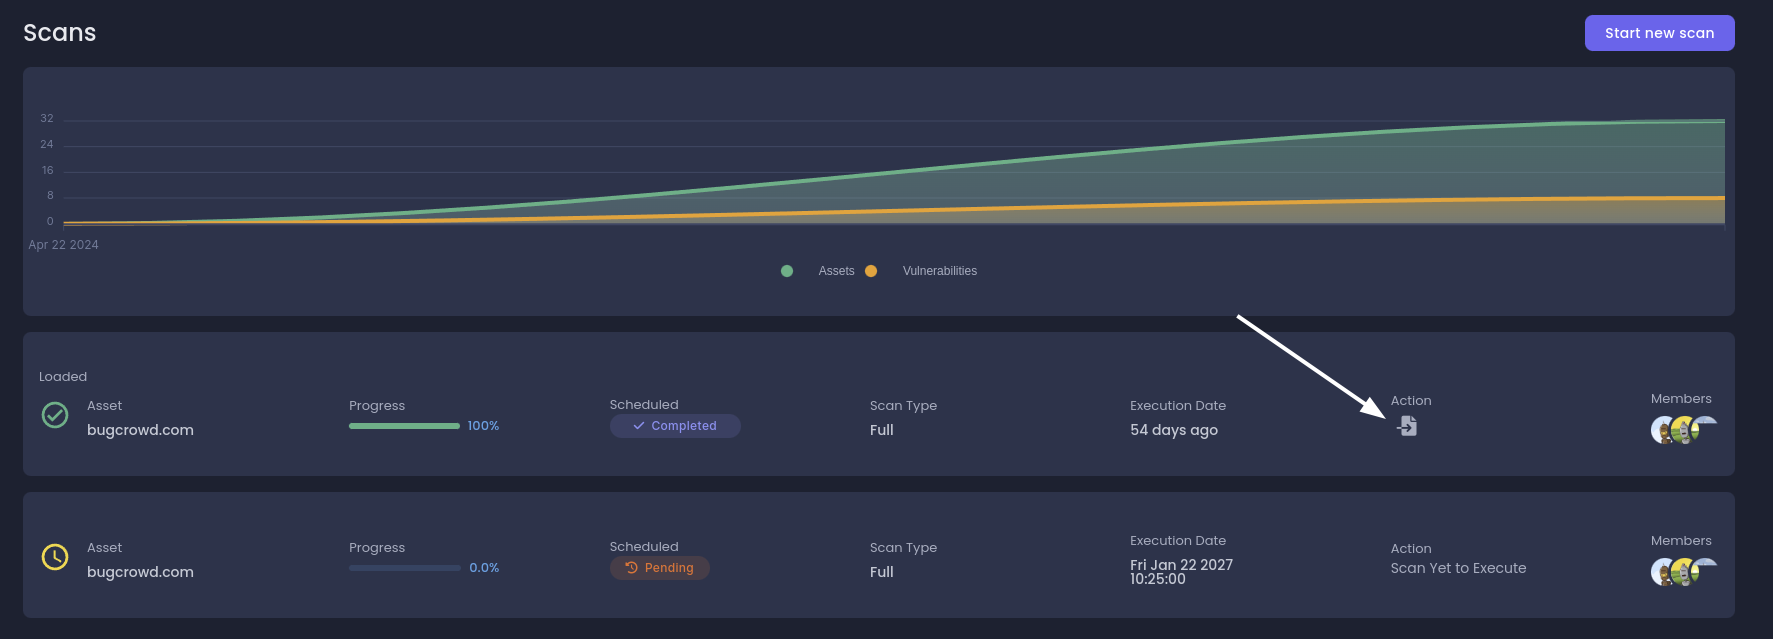 Scans
Start new scan
32
24
16
8
0
Apr 22 2024
Assets Vulnerabilities
Loaded
Asset
bugcrowd.com
Progress
100%
Scheduled
Completed
Scan Type
Full
Execution Date
54 days ago
Action
Members
Asset
bugcrowd.com
Progress
0.0%
Scheduled
Pending
Scan Type
Full
Execution Date
Fri Jan 22 2027
10:25:00
Action
Scan Yet to Execute
Members